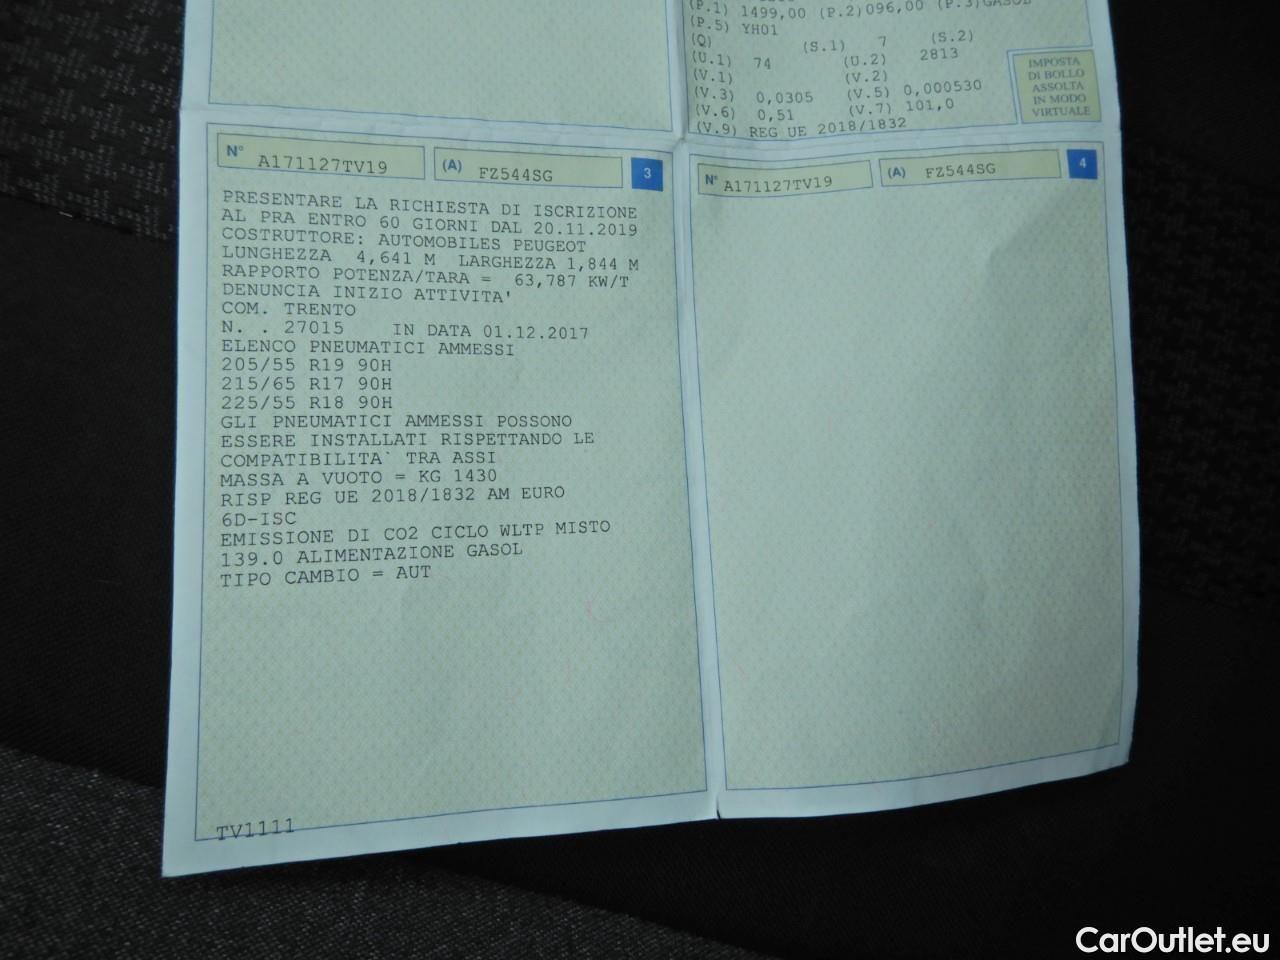 (P.1) 1499,00 (P.2)096,00 (P.3)GASOL
(P.5) YH01
(Q) (S.1) 7 (S.2)
(U.1) 74 (U.2) 2813
(V.1) (V.2)
(V.3) 0,0305 (V.5) 0,000530
(V.6) 0,51 (V.7) 101,0
(V.9) REG UE 2018/1832
IMPOSTA
DI BOLLO
ASSOLTA
IN MODO
VIRTUALE
N° A171127TV19 (A) FZ544SG 3
PRESENTARE LA RICHIESTA DI ISCRIZIONE
AL PRA ENTRO 60 GIORNI DAL 20.11.2019
COSTRUTTORE: AUTOMOBILES PEUGEOT
LUNGHEZZA 4,641 M LARGHEZZA 1,844 M
RAPPORTO POTENZA/TARA = 63,787 KW/T
DENUNCIA INIZIO ATTIVITA'
COM. TRENTO
N. . 27015 IN DATA 01.12.2017
ELENCO PNEUMATICI AMMESSI
205/55 R19 90H
215/65 R17 90H
225/55 R18 90H
GLI PNEUMATICI AMMESSI POSSONO
ESSERE INSTALLATI RISPETTANDO LE
COMPATIBILITA` TRA ASSI
MASSA A VUOTO = KG 1430
RISP REG UE 2018/1832 AM EURO
6D-ISC
EMISSIONE DI CO2 CICLO WLTP MISTO
139.0 ALIMENTAZIONE GASOL
TIPO CAMBIO = AUT
TV1111
N° A171127TV19 (A) FZ544SG 4
CarOutlet.eu